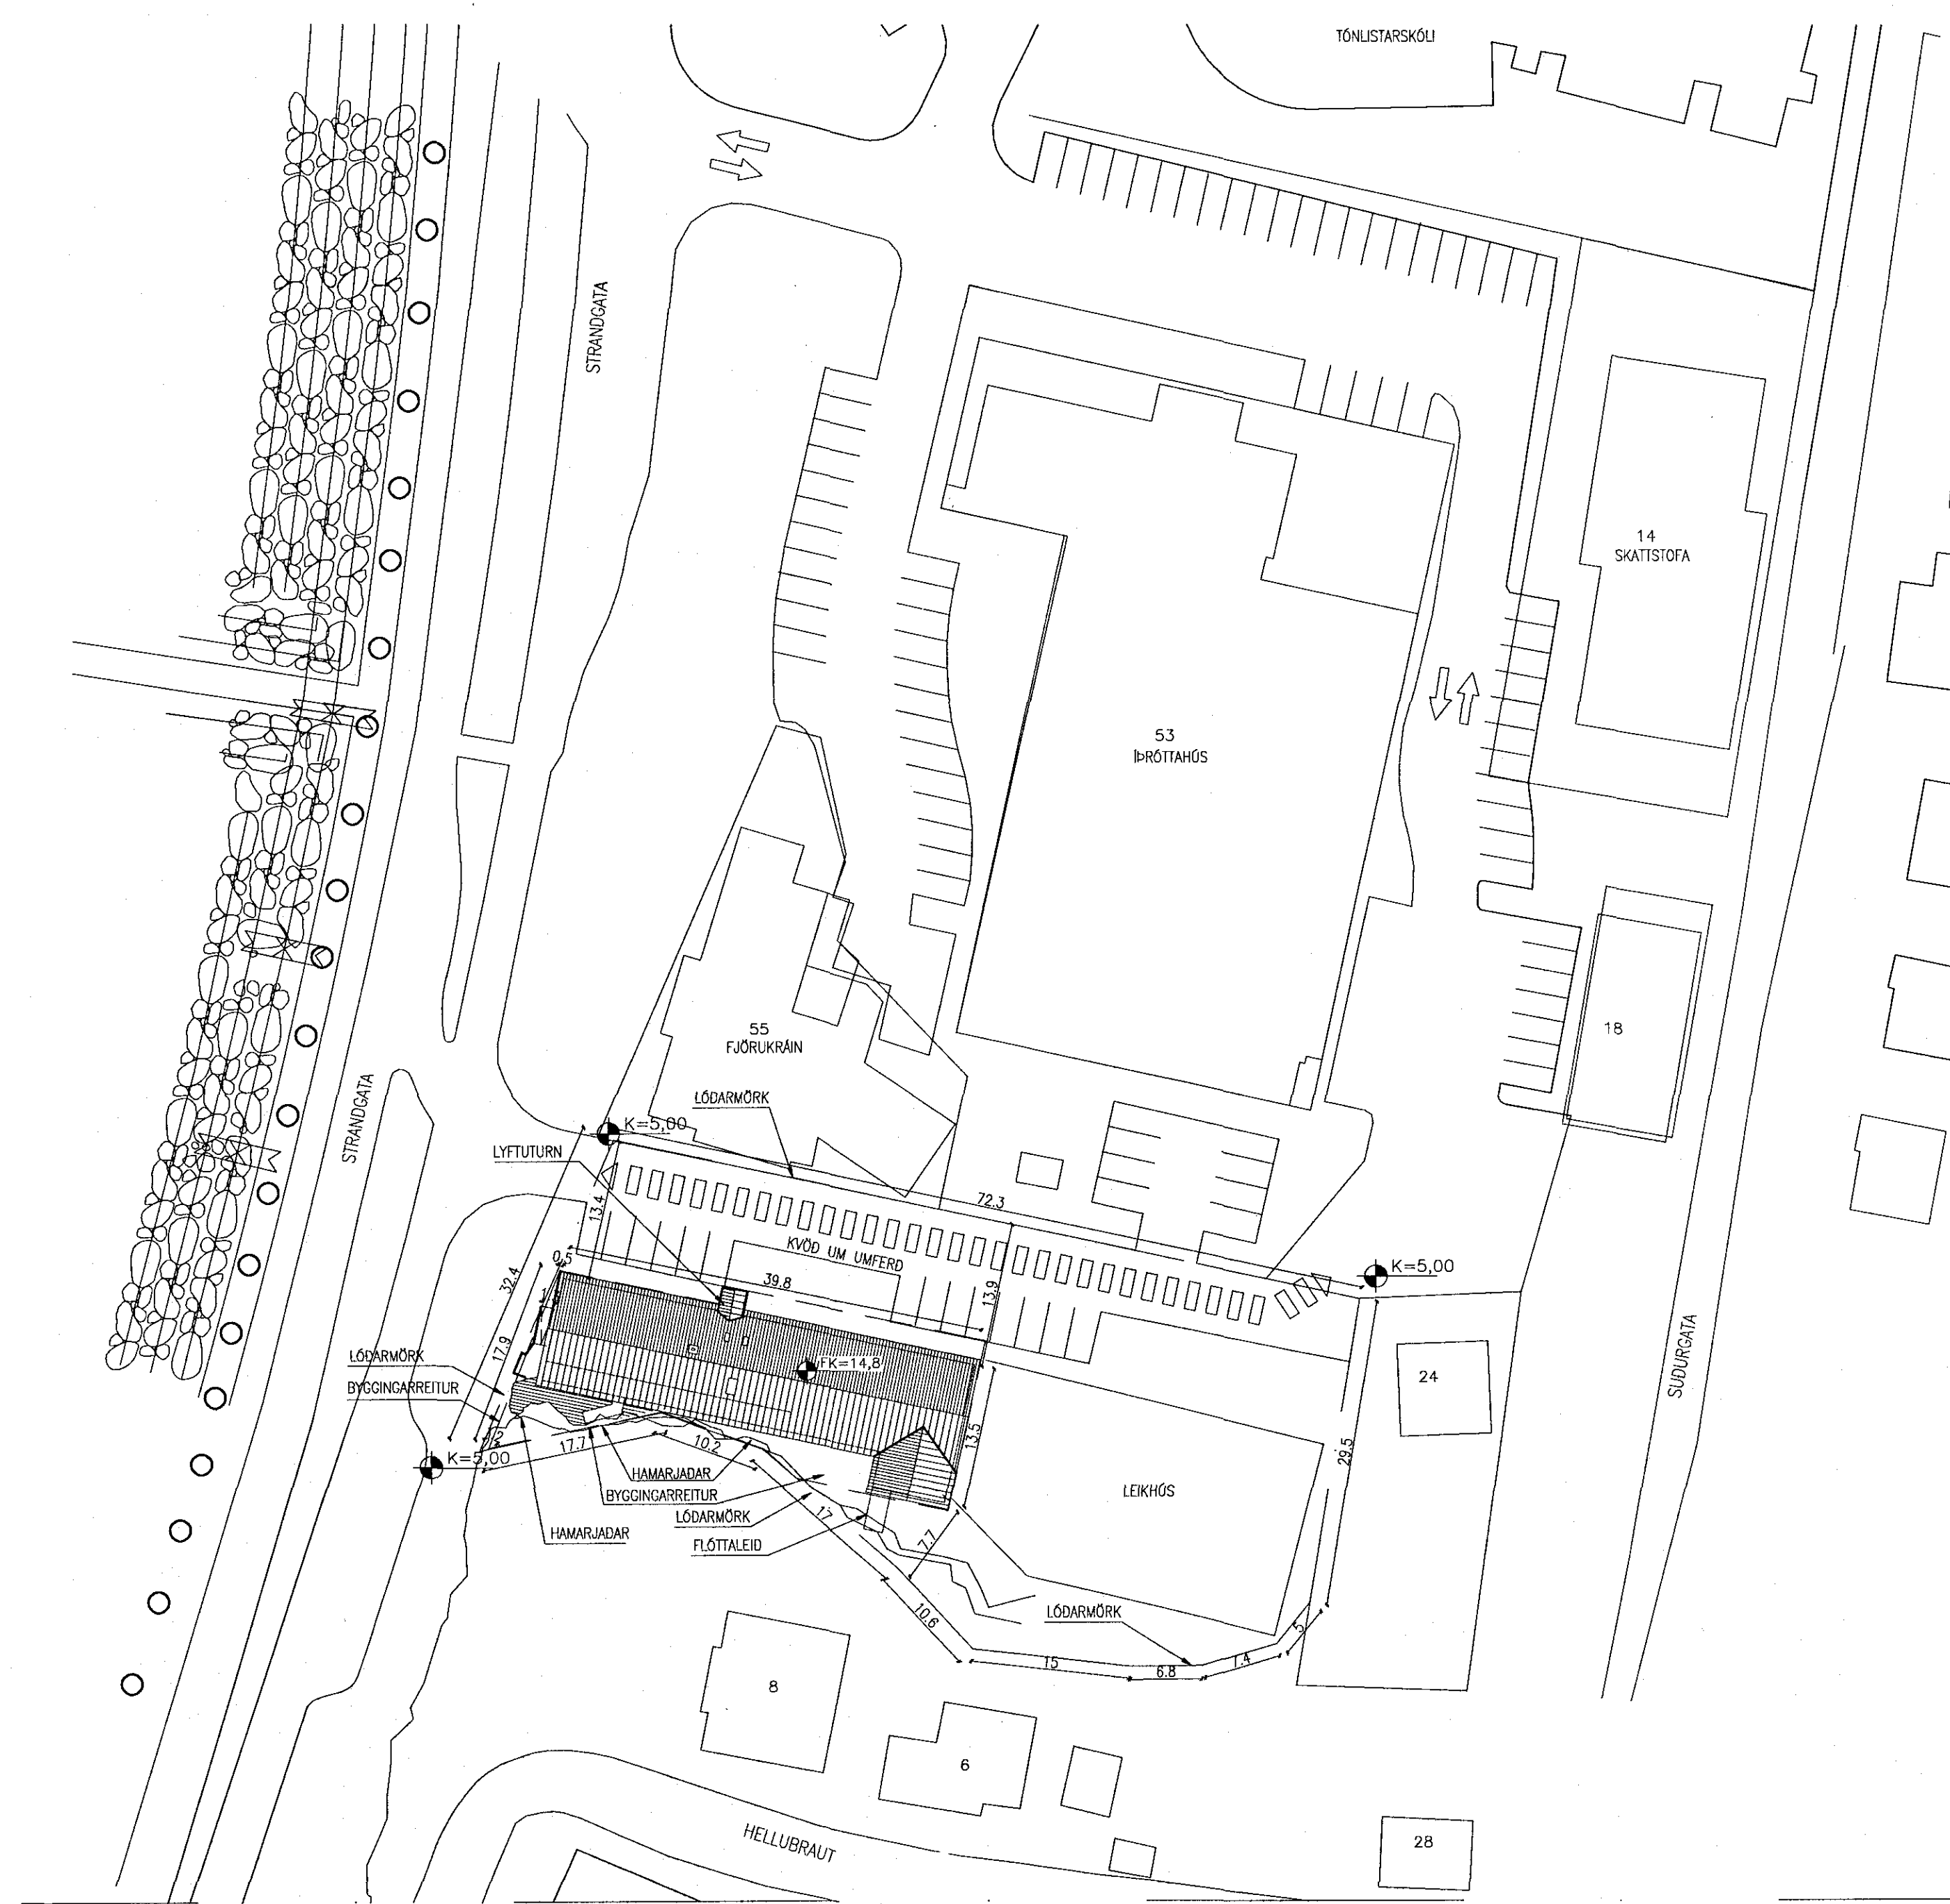 TÓNLISTARSKÓLI
STRANDGATA
14
SKATTSTOFA
53
ÍÞRÓTTAHÚS
55
FJÖRUKRÁIN
18
STRANDGATA
LÓÐARMÖRK
K=5,00
LYFTUTURN
72.3
13.4
KVÖÐ UM UMFERÐ
K=5,00
0.5
39.8
32.4
13.9
17.9
LÓÐARMÖRK
FK=14,8
BYGGINGARREITUR
24
SUÐURGATA
K=5,00
17.7
10.2
13.5
29.5
HAMARJAÐAR
BYGGINGARREITUR
LEIKHÚS
LÓÐARMÖRK
17
HAMARJAÐAR
FLÓTTALEIÐ
7.7
10.6
LÓÐARMÖRK
5
15
6.8
7.4
8
6
HELLUBRAUT
28